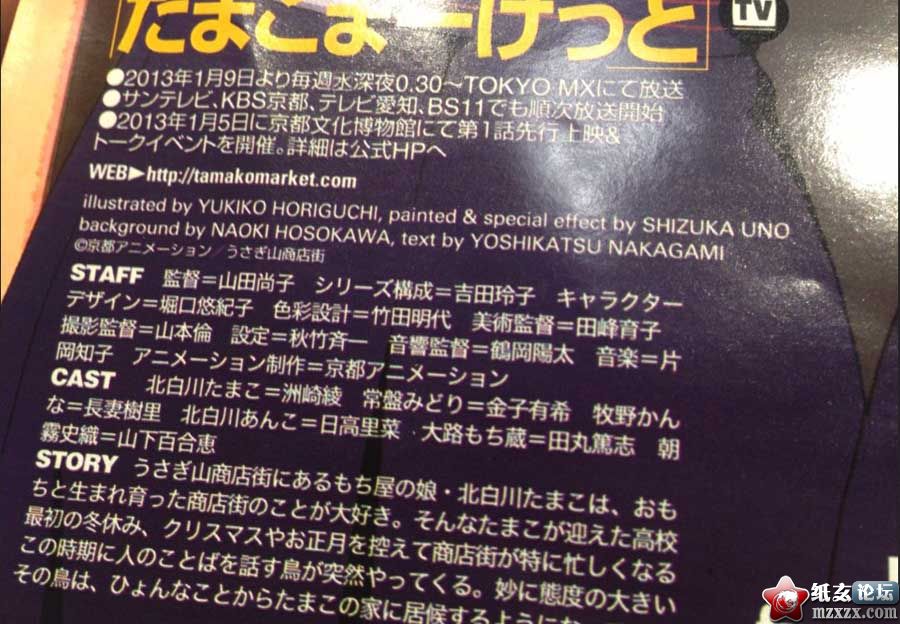 たまこまーけっと
TV
●2013年1月9日より毎週水深夜0.30〜TOKYO MXにて放送
●サンテレビ、KBS京都、テレビ愛知、BS11でも順次放送開始
●2013年1月5日に京都文化博物館にて第1話先行上映&
トークイベントを開催。詳細は公式HPへ
WEB▶http://tamakomarket.com
illustrated by YUKIKO HORIGUCHI, painted & special effect by SHIZUKA UNO
background by NAOKI HOSOKAWA, text by YOSHIKATSU NAKAGAMI
©京都アニメーション/うさぎ山商店街
STAFF 監督=山田尚子 シリーズ構成=吉田玲子 キャラクター
デザイン=堀口悠紀子 色彩設計=竹田明代 美術監督=田峰育子
撮影監督=山本倫 設定=秋竹斉一 音響監督=鶴岡陽太 音楽=片
岡知子 アニメーション制作=京都アニメーション
CAST 北白川たまこ=洲崎綾 常盤みどり=金子有希 牧野かん
な=長妻樹里 北白川あんこ=日高里菜 大路もち蔵=田丸篤志 朝
霧史織=山下百合恵
STORY うさぎ山商店街にあるもち屋の娘・北白川たまこは、おも
ちと生まれ育った商店街のことが大好き。そんなたまこが迎えた高校
最初の冬休み、クリスマスやお正月を控えて商店街が特に忙しくなる
この時期に人のことばを話す鳥が突然やってくる。妙に態度の大きい
その鳥は、ひょんなことからたまこの家に居候するように
纸玄论坛
mzxzx.com